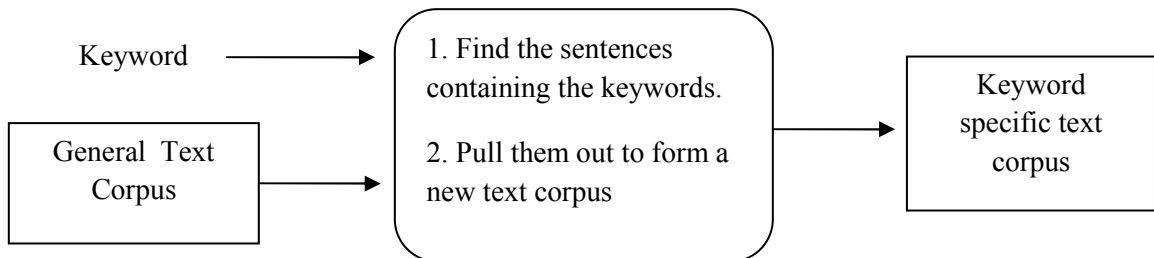 Keyword
General Text
Corpus
1. Find the sentences
containing the keywords.
2. Pull them out to form a
new text corpus
Keyword
specific text
corpus